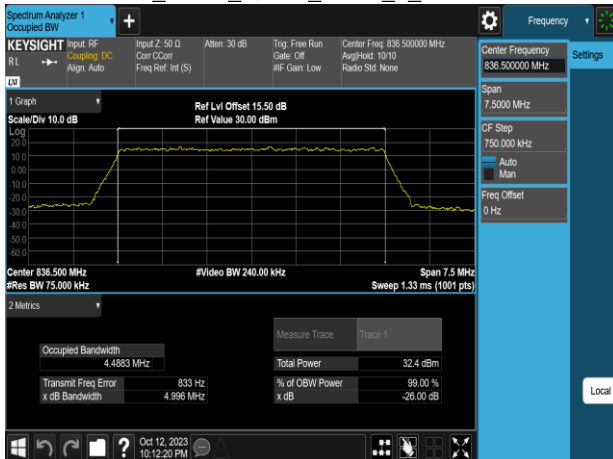 Spectrum Analyzer 1
Occupied BW
Frequency
KEYSIGHT
R L
LXI
Input: RF
Coupling: DC
Align: Auto
Input Z: 50 Ω
Corr CCorr
Freq Ref: Int (S)
Atten: 30 dB
Trig: Free Run
Gate: Off
#IF Gain: Low
Center Freq: 836.500000 MHz
Avg|Hold: 10/10
Radio Std: None
Center Frequency
836.500000 MHz
Settings
Span
7.5000 MHz
CF Step
750.000 kHz
Auto
Man
Freq Offset
0 Hz
Local
1 Graph
Scale/Div 10.0 dB
Ref Lvl Offset 15.50 dB
Ref Value 30.00 dBm
Log
20.0
10.0
0.00
-10.0
-20.0
-30.0
-40.0
-50.0
-60.0
Center 836.500 MHz
#Video BW 240.00 kHz
Span 7.5 MHz
#Res BW 75.000 kHz
Sweep 1.33 ms (1001 pts)
2 Metrics
Measure Trace
Trace 1
Occupied Bandwidth
4.4883 MHz
Total Power
32.4 dBm
Transmit Freq Error
833 Hz
% of OBW Power
99.00 %
x dB Bandwidth
4.996 MHz
x dB
-26.00 dB
?
Oct 12, 2023
10:12:20 PM